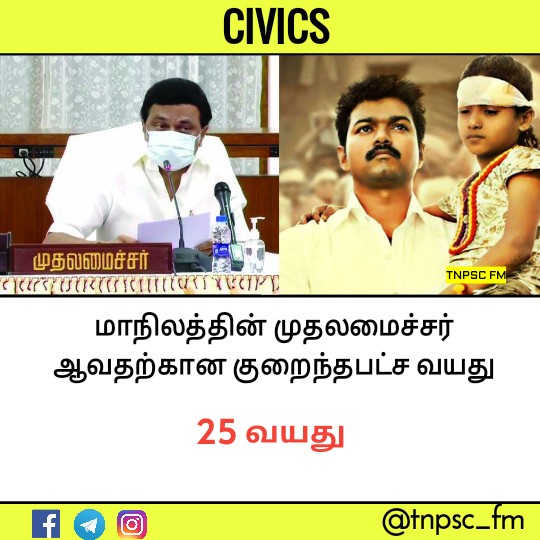 CIVICS
முதலமைச்சர்
TNPSC FM
மாநிலத்தின் முதலமைச்சர்
ஆவதற்கான குறைந்தபட்ச வயது
25 வயது
@tnpsc_fm